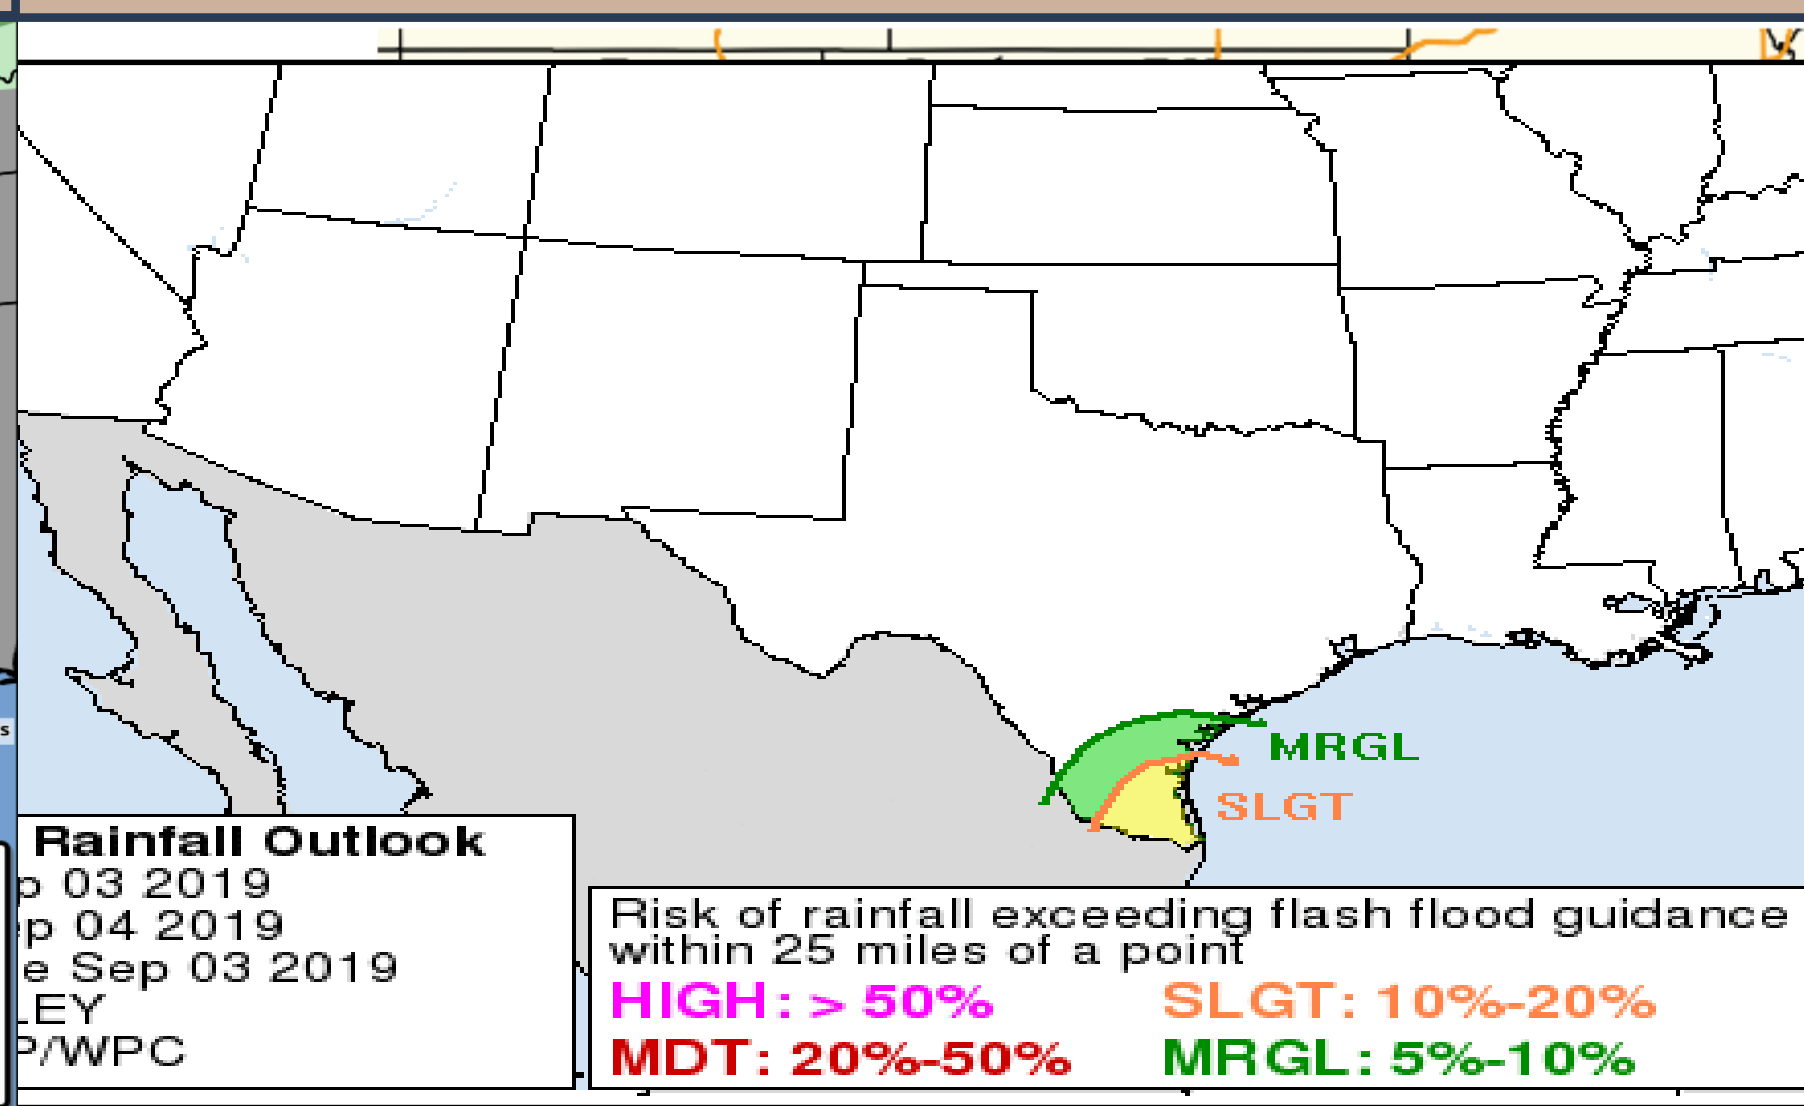 MRGL
SLGT
Rainfall Outlook
03 2019
04 2019
Sep 03 2019
Risk of rainfall exceeding flash flood guidance
within 25 miles of a point
HIGH: > 50% SLGT: 10%-20%
MDT: 20%-50% MRGL: 5%-10%
LEY
P/WPC